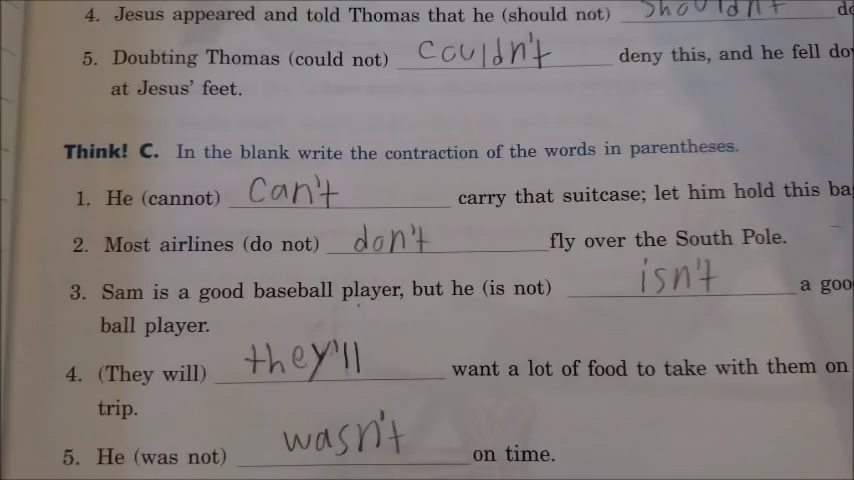 4. Jesus appeared and told Thomas that he (should not) shouldn't
5. Doubting Thomas (could not) couldn't deny this, and he fell
at Jesus' feet.
Think! C. In the blank write the contraction of the words in parentheses.
1. He (cannot) can't carry that suitcase; let him hold this
2. Most airlines (do not) don't fly over the South Pole.
3. Sam is a good baseball player, but he (is not) isn't a
ball player.
4. (They will) they'll want a lot of food to take with them on
trip.
5. He (was not) wasn't on time.